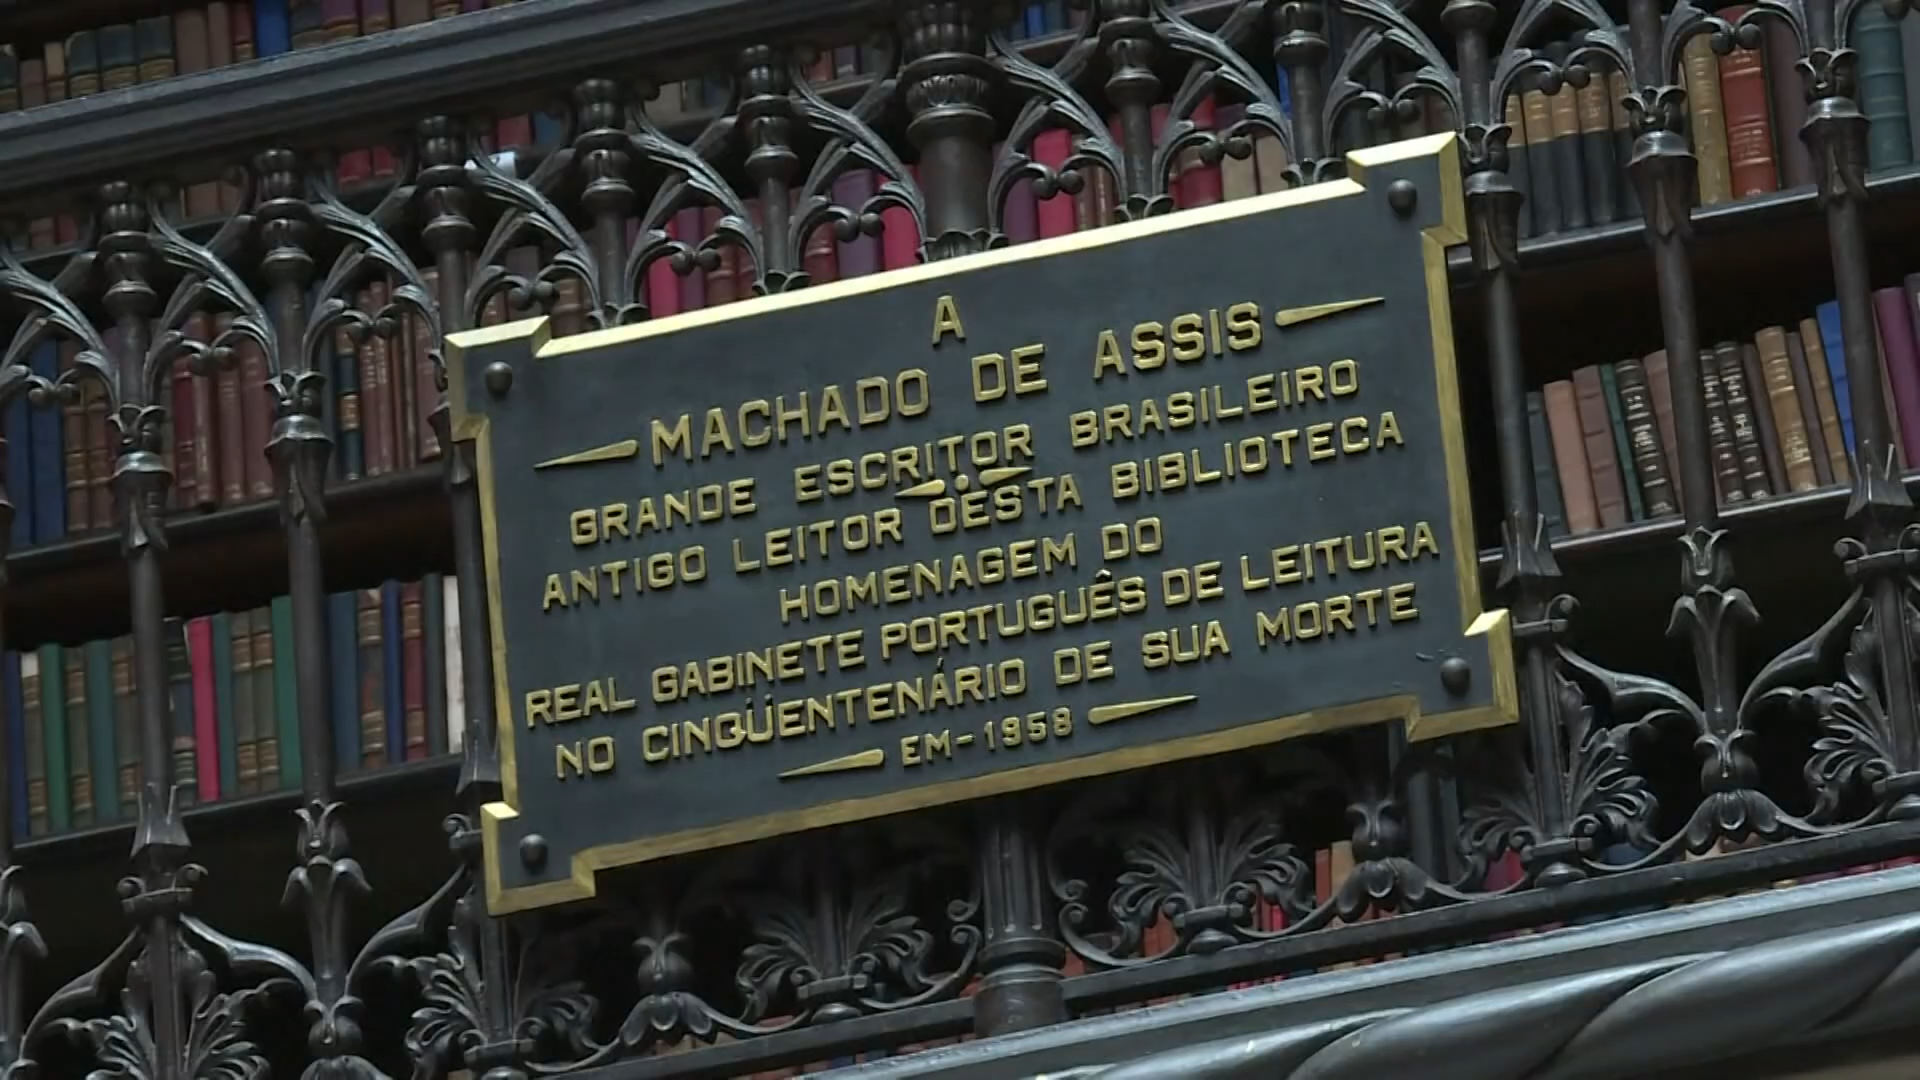 A
MACHADO DE ASSIS
GRANDE ESCRITOR BRASILEIRO
ANTIGO LEITOR DESTA BIBLIOTECA
HOMENAGEM DO
REAL GABINETE PORTUGUÊS DE LEITURA
NO CINQÜENTENÁRIO DE SUA MORTE
EM-1958